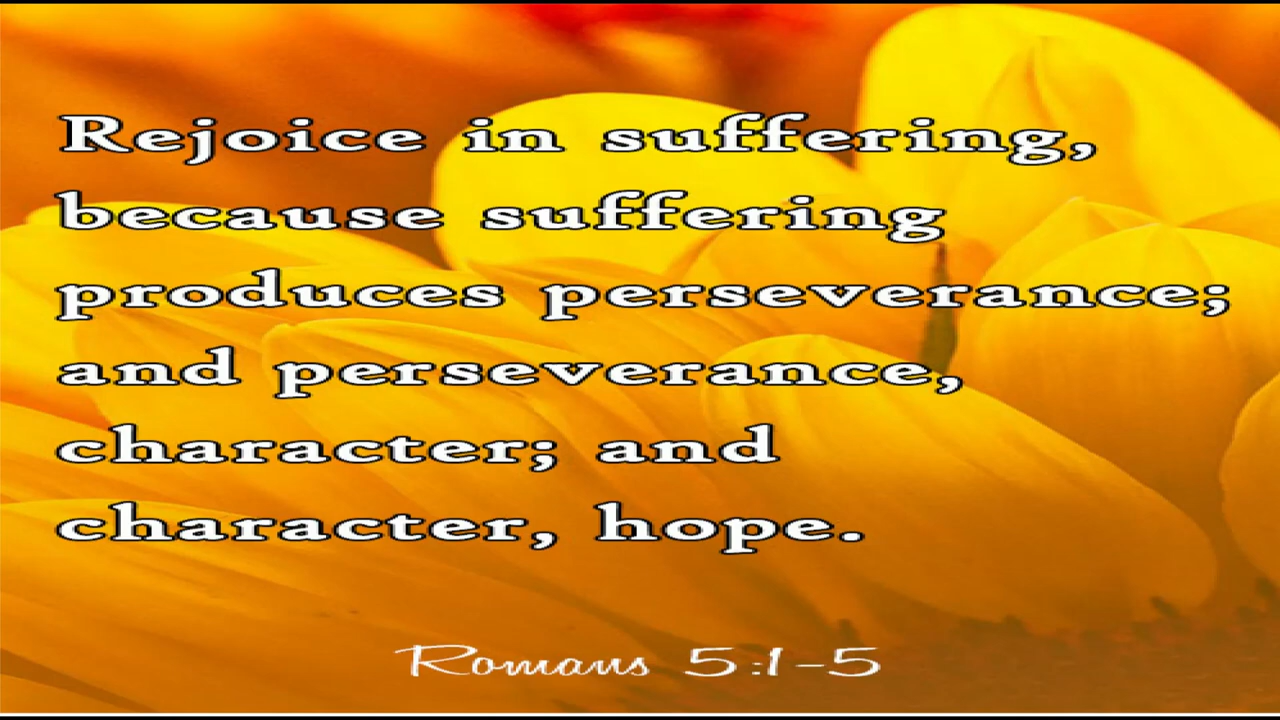 Rejoice in suffering,
because suffering
produces perseverance;
and perseverance,
character; and
character, hope.
Romans 5:1-5